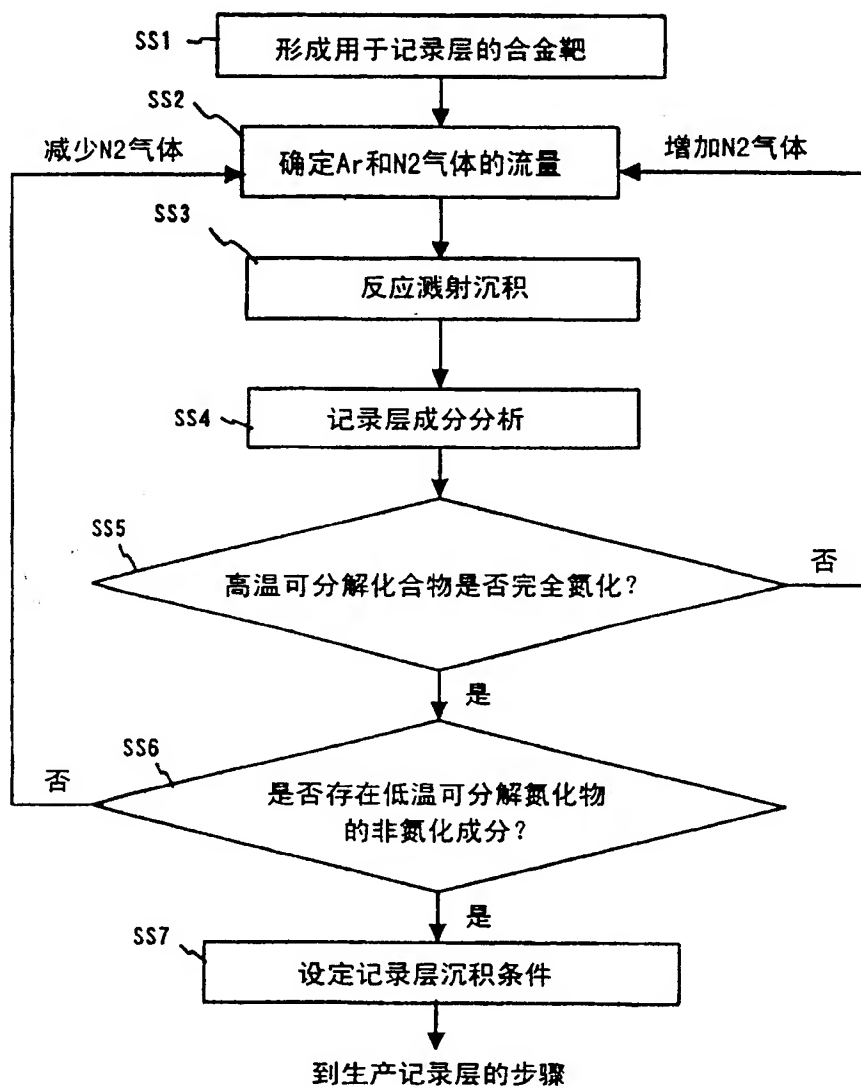 SS1
形成用于记录层的合金靶
SS2
减少N2气体
确定Ar和N2气体的流量
增加N2气体
SS3
反应溅射沉积
SS4
记录层成分分析
SS5
高温可分解化合物是否完全氮化?
否
是
SS6
否
是否存在低温可分解氮化物
的非氮化成分?
是
SS7
设定记录层沉积条件
到生产记录层的步骤